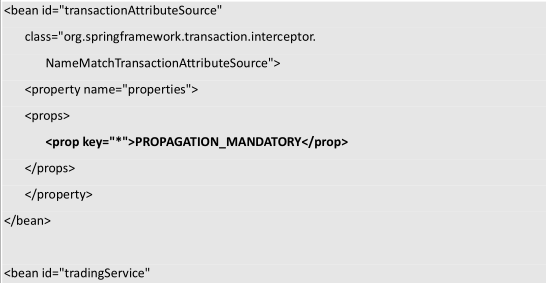 <bean id="transactionAttributeSource"
class="org.springframework.transaction.interceptor.
NameMatchTransactionAttributeSource">
<property name="properties">
<props>
<prop key="*">PROPAGATION_MANDATORY</prop>
</props>
</property>
</bean>
<bean id="tradingService"